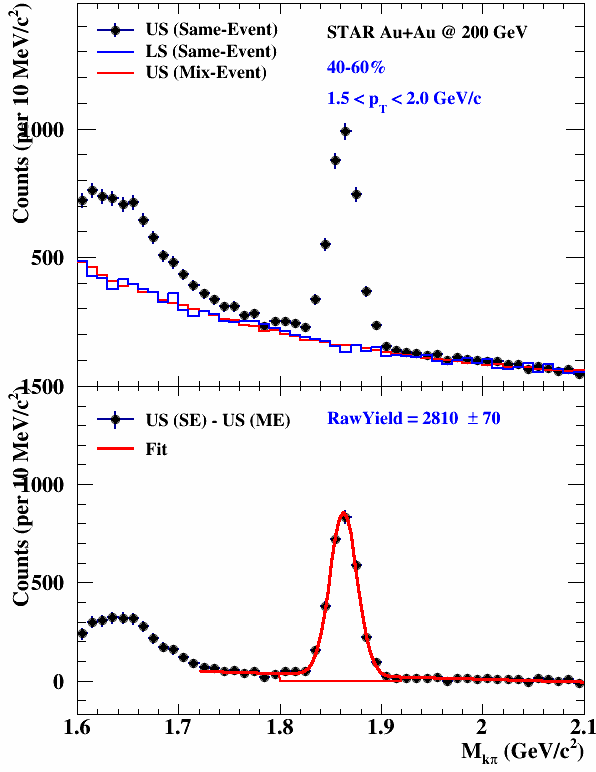 US (Same-Event)
LS (Same-Event)
US (Mix-Event)
STAR Au+Au @ 200 GeV
40-60%
1.5 < pT < 2.0 GeV/c
Counts (per 10 MeV/c²)
1000
500
1500
US (SE) - US (ME)
Fit
RawYield = 2810 ± 70
Counts (per 10 MeV/c²)
1000
500
0
1.6 1.7 1.8 1.9 2 2.1
Mkπ (GeV/c²)